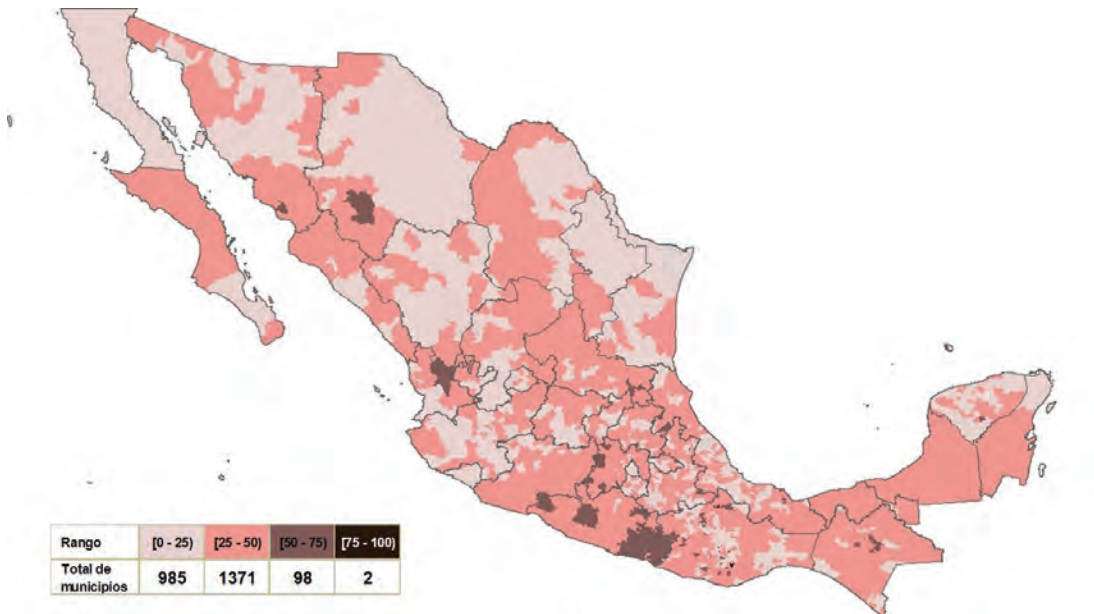 Rango [0 - 25) [25 - 50) [50 - 75) [75 - 100)
Total de municipios 985 1371 98 2